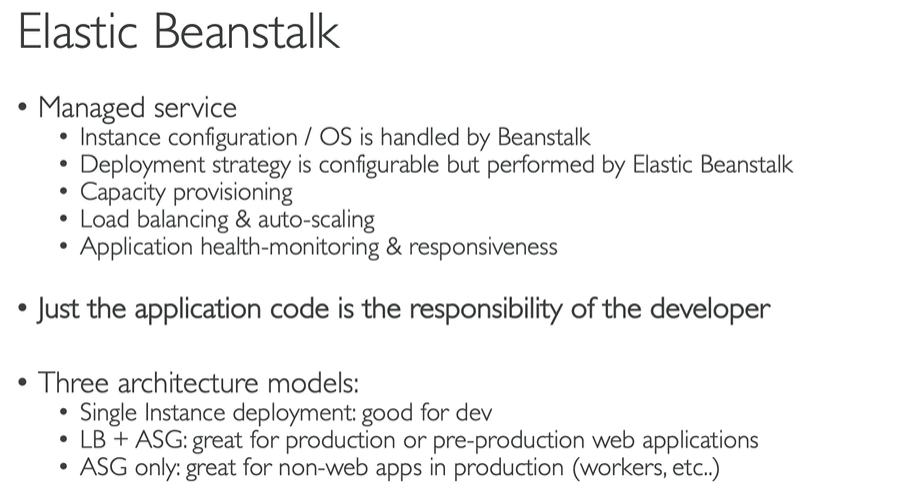 Elastic Beanstalk
• Managed service
• Instance configuration / OS is handled by Beanstalk
• Deployment strategy is configurable but performed by Elastic Beanstalk
• Capacity provisioning
• Load balancing & auto-scaling
• Application health-monitoring & responsiveness
• Just the application code is the responsibility of the developer
• Three architecture models:
• Single Instance deployment: good for dev
• LB + ASG: great for production or pre-production web applications
• ASG only: great for non-web apps in production (workers, etc..)